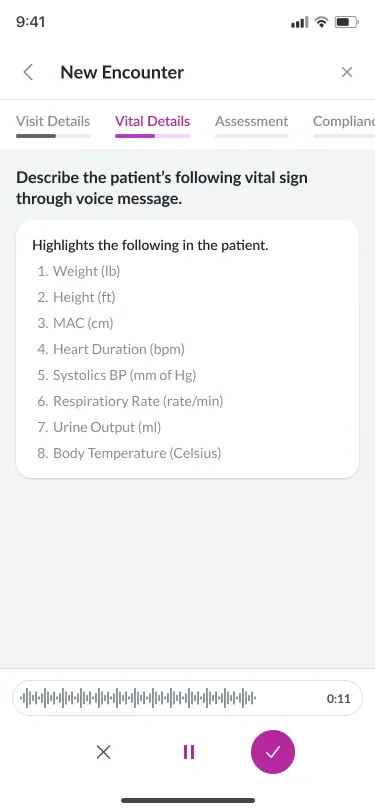 9:41
New Encounter
Visit Details
Vital Details
Assessment
Complianc
Describe the patient's following vital sign
through voice message.
Highlights the following in the patient.
1. Weight (lb)
2. Height (ft)
3. MAC (cm)
4. Heart Duration (bpm)
5. Systolics BP (mm of Hg)
6. Respiratiory Rate (rate/min)
7. Urine Output (ml)
8. Body Temperature (Celsius)
0:11